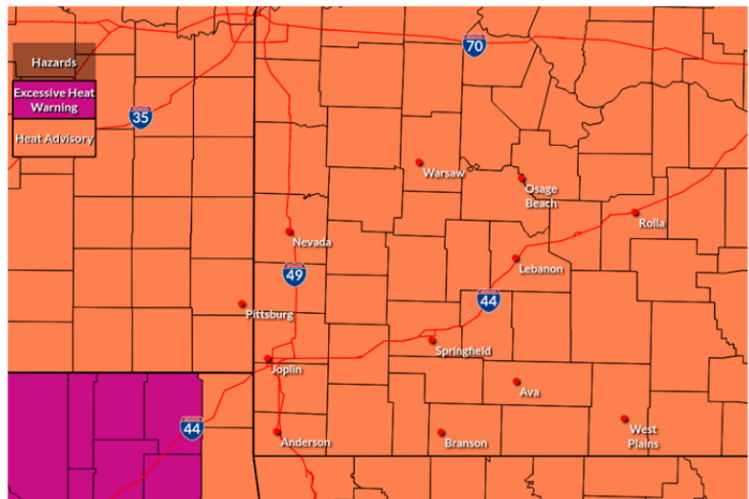 70
Hazards
Excessive Heat
Warning
35
Heat Advisory
Warsaw
Osage
Beach
Rolla
Nevada
Lebanon
49
44
Pittsburg
Springfield
Joplin
Ava
44
West
Plains
Anderson
Branson